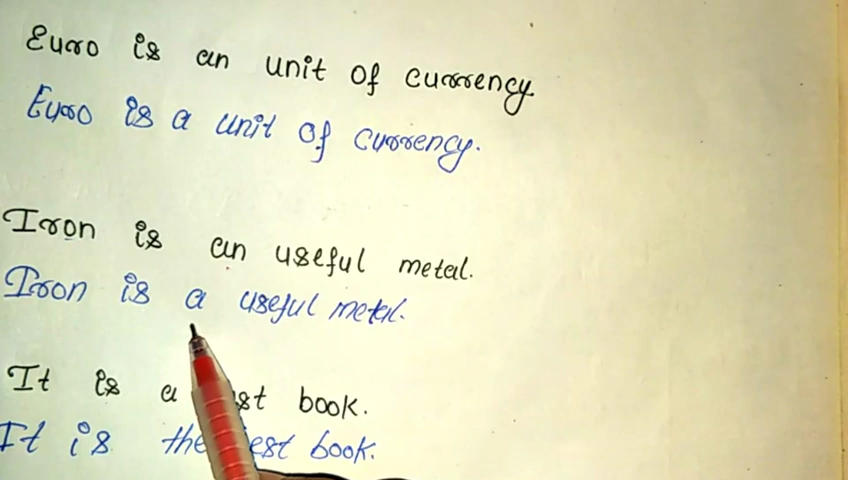 Euro is an unit of currency.
Euro is a unit of currency.
Iron is an useful metal.
Iron is a useful metal.
It is a book.
It is the book.